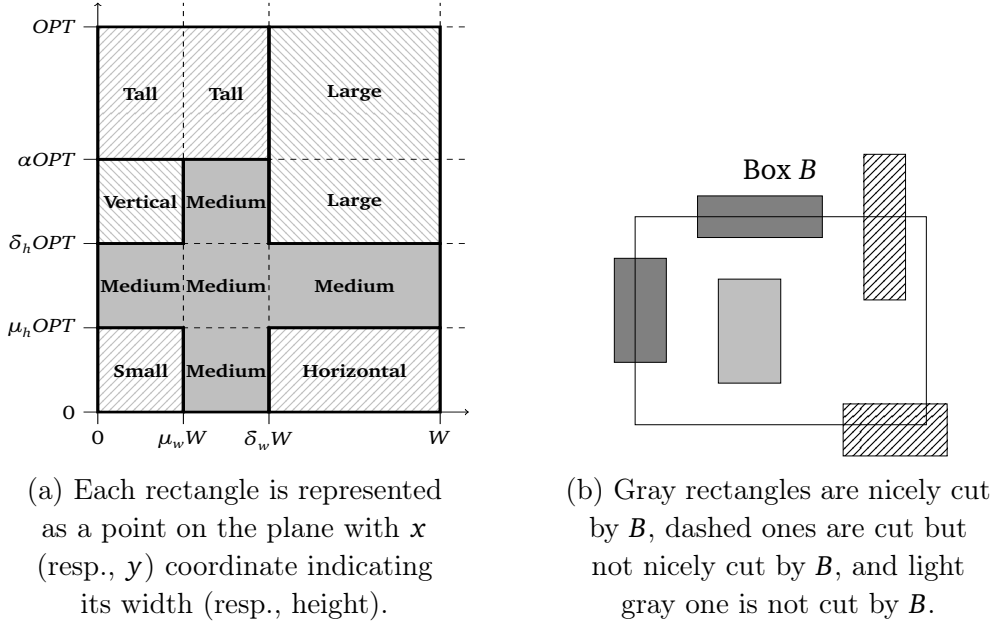 OPT
Tall Tall Large
αOPT
Vertical Medium Large
δhOPT
Medium Medium Medium
μhOPT
Small Medium Horizontal
0
0 μwW δwW W
(a) Each rectangle is represented
as a point on the plane with x
(resp., y) coordinate indicating
its width (resp., height).
Box B
(b) Gray rectangles are nicely cut
by B, dashed ones are cut but
not nicely cut by B, and light
gray one is not cut by B.